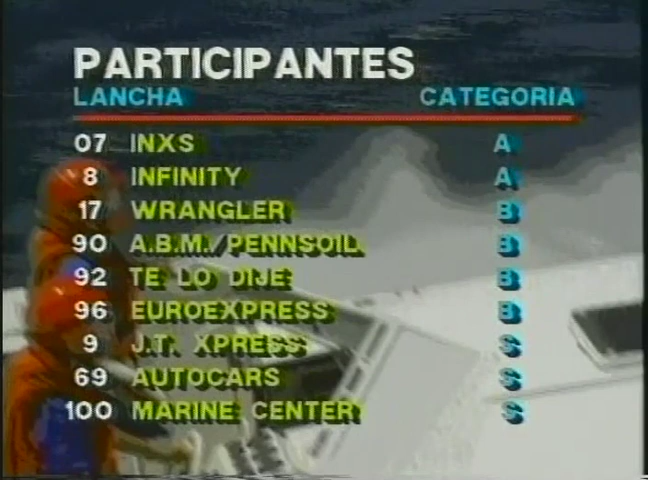 PARTICIPANTES
LANCHA CATEGORIA
07 INXS A
8 INFINITY A
17 WRANGLER B
90 A.B.M./PENNSOIL B
92 TE LO DIJE B
96 EUROEXPRESS B
9 J.T. XPRESS S
69 AUTOCARS S
100 MARINE CENTER S